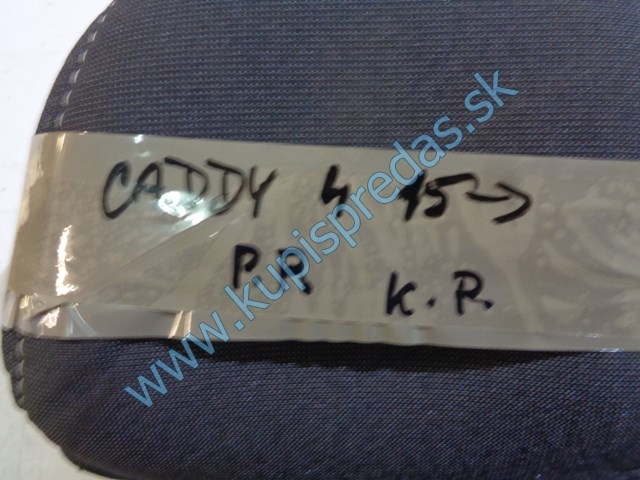 CADDY 4 15→
P.P. K.P.
www.kupispredas.sk